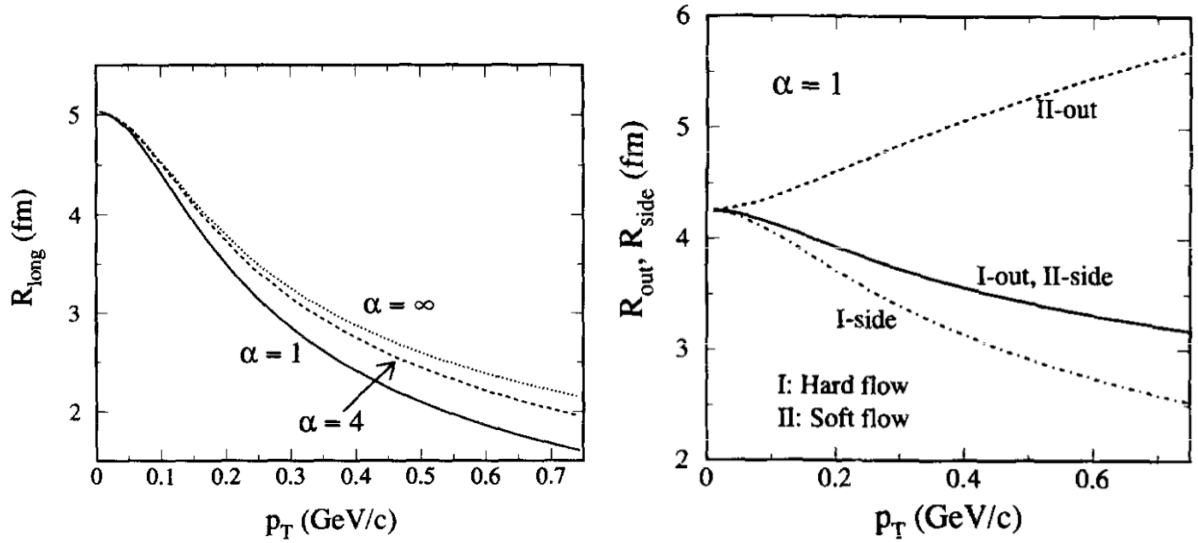 R_long (fm)
5
4
3
2
0
0.1
0.2
0.3
0.4
0.5
0.6
0.7
p_T (GeV/c)
α = ∞
α = 1
α = 4
R_out, R_side (fm)
6
5
4
3
2
0
0.2
0.4
0.6
p_T (GeV/c)
α = 1
II-out
I-out, II-side
I-side
I: Hard flow
II: Soft flow